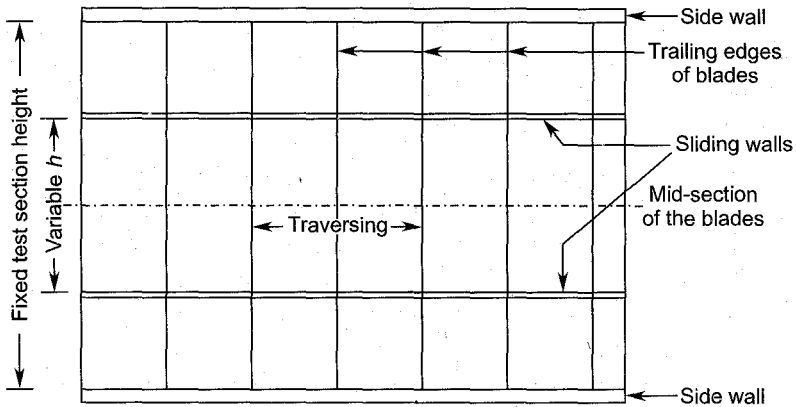 Side wall
Trailing edges
of blades
Fixed test section height
Variable h
Sliding walls
Mid-section
of the blades
Traversing
Side wall